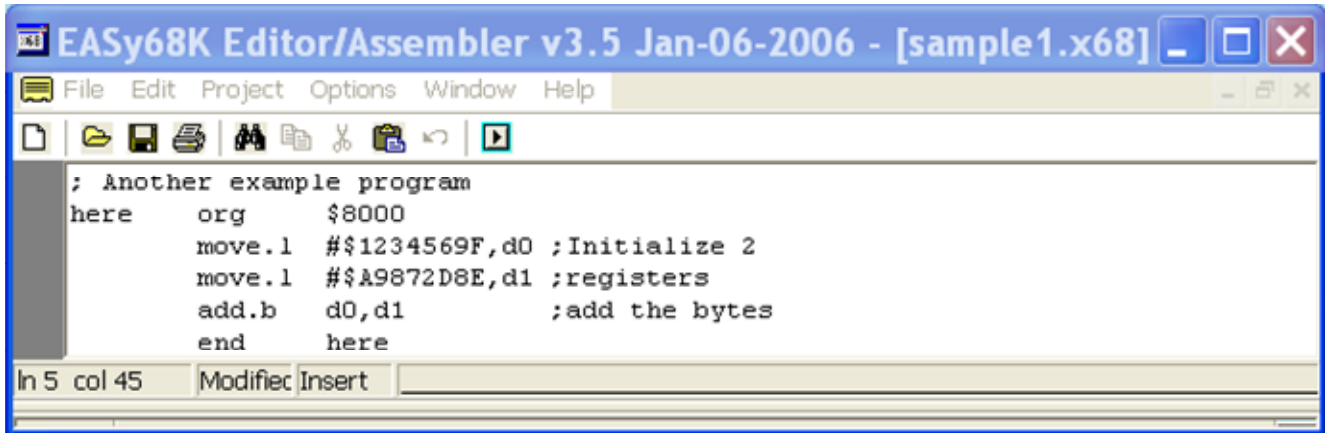 EASy68K Editor/Assembler v3.5 Jan-06-2006 - [sample1.x68]
File Edit Project Options Window Help
; Another example program
here org $8000
move.l #$1234569F,d0 ;Initialize 2
move.l #$A9872D8E,d1 ;registers
add.b d0,d1 ;add the bytes
end here
ln 5 col 45 Modified Insert